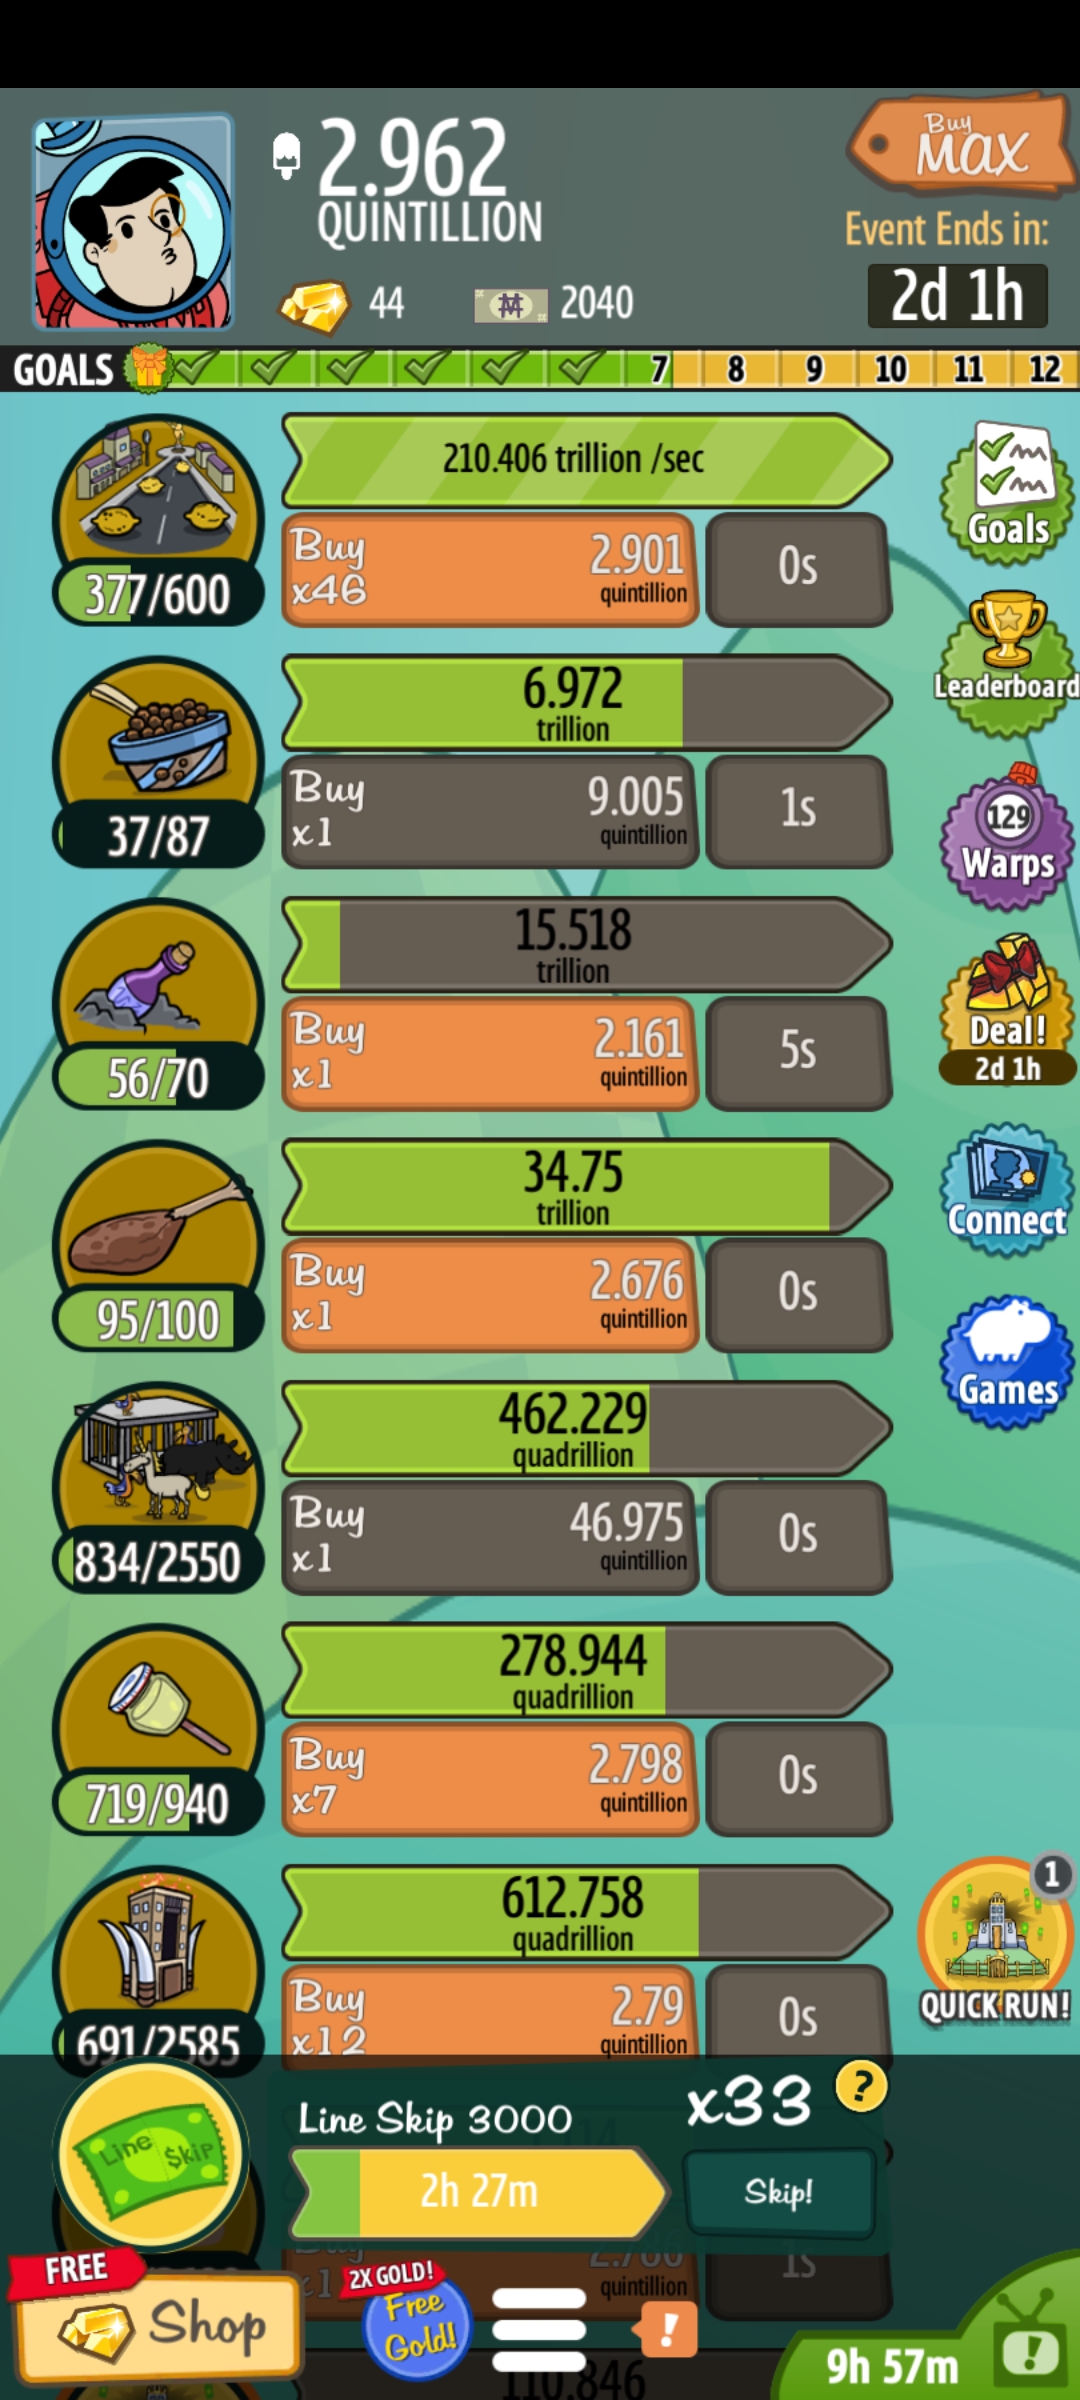 2.962
QUINTILLION
Buy
MAX
Event Ends in:
2d 1h
44
2040
GOALS
7
8
9
10
11
12
210.406 trillion /sec
Buy
x46
2.901
quintillion
0s
377/600
Goals
Leaderboard
6.972
trillion
Buy
x1
9.005
quintillion
1s
37/87
129
Warps
15.518
trillion
Buy
x1
2.161
quintillion
5s
56/70
Deal!
2d 1h
34.75
trillion
Buy
x1
2.676
quintillion
0s
95/100
Connect
Games
462.229
quadrillion
Buy
x1
46.975
quintillion
0s
834/2550
278.944
quadrillion
Buy
x7
2.798
quintillion
0s
719/940
612.758
quadrillion
Buy
x12
2.79
quintillion
0s
691/2585
1
QUICK RUN!
Line Skip
Line Skip 3000
x33
?
2h 27m
Skip!
quintillion
1s
FREE
Shop
2X GOLD!
Free
Gold!
!
110.846
9h 57m
!